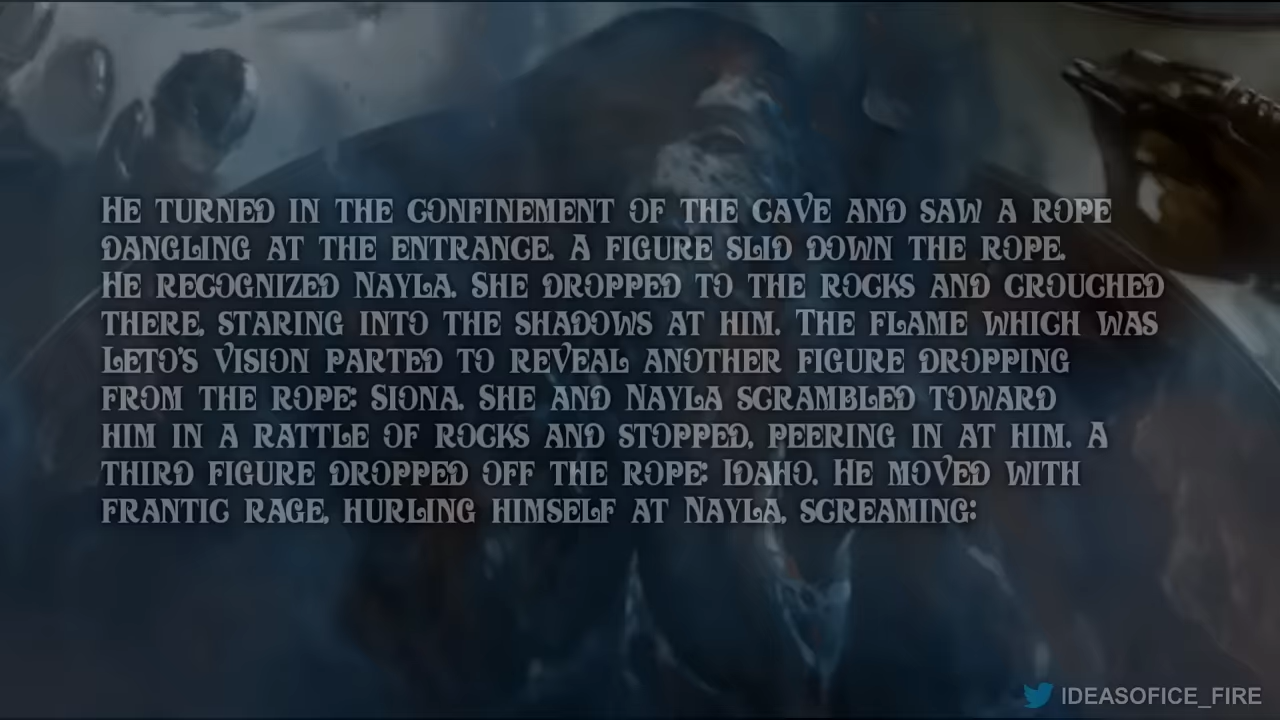 He turned in the confinement of the cave and saw a rope
dangling at the entrance. A figure slid down the rope.
He recognized Nayla. She dropped to the rocks and crouched
there, staring into the shadows at him. The flame which was
Leto's vision parted to reveal another figure dropping
from the rope: Siona. She and Nayla scrambled toward
him in a rattle of rocks and stopped, peering in at him. A
third figure dropped off the rope: Idaho. He moved with
frantic rage, hurling himself at Nayla, screaming:
IDEASOFICE_FIRE